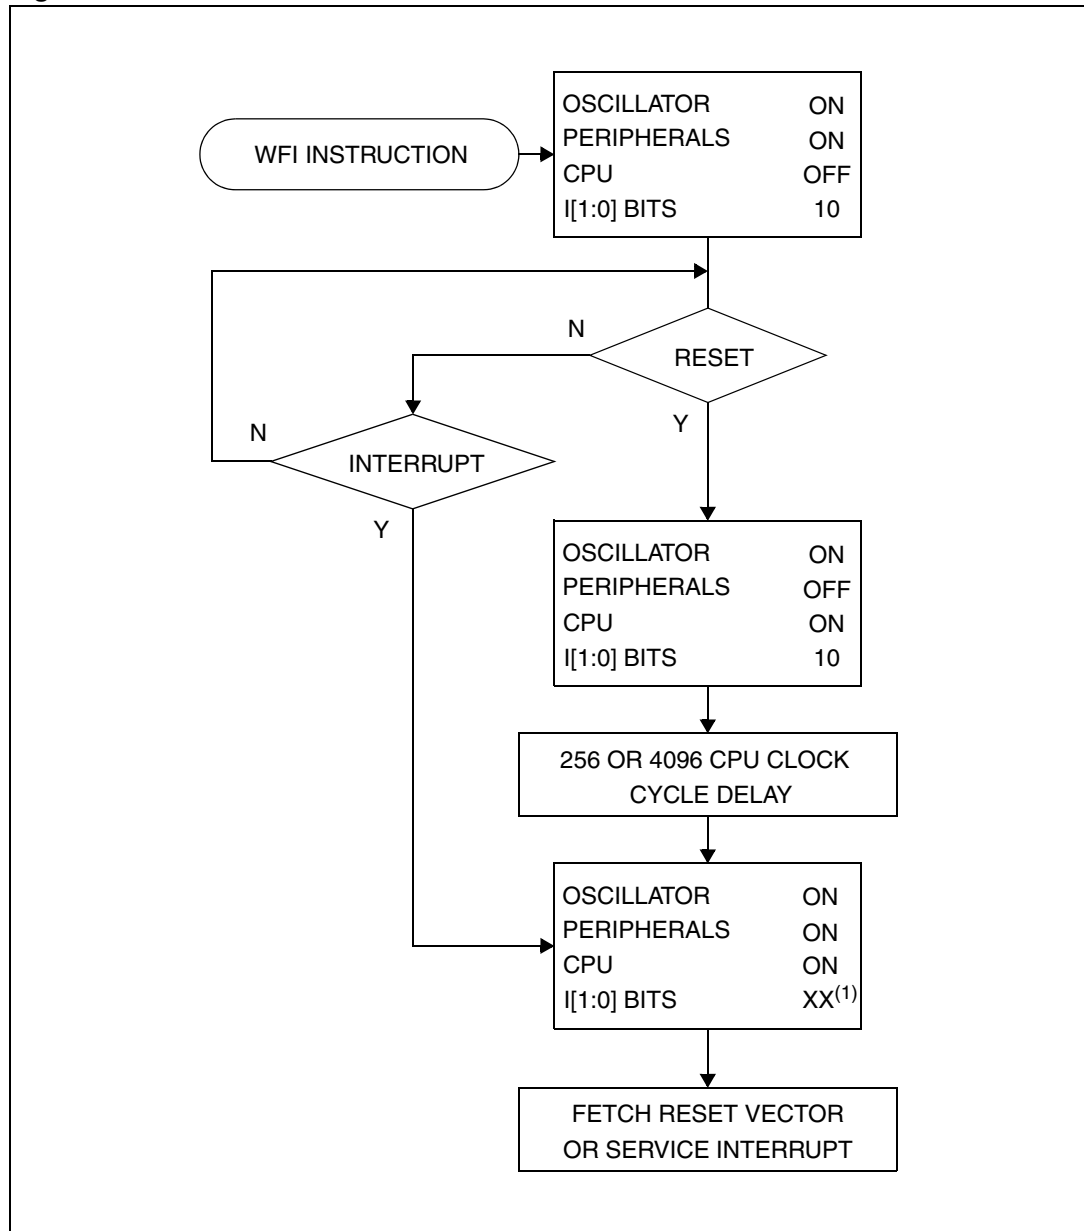 WFI INSTRUCTION
OSCILLATOR ON
PERIPHERALS ON
CPU OFF
I[1:0] BITS 10
N
RESET
Y
N
INTERRUPT
Y
OSCILLATOR ON
PERIPHERALS OFF
CPU ON
I[1:0] BITS 10
256 OR 4096 CPU CLOCK
CYCLE DELAY
OSCILLATOR ON
PERIPHERALS ON
CPU ON
I[1:0] BITS XX(1)
FETCH RESET VECTOR
OR SERVICE INTERRUPT